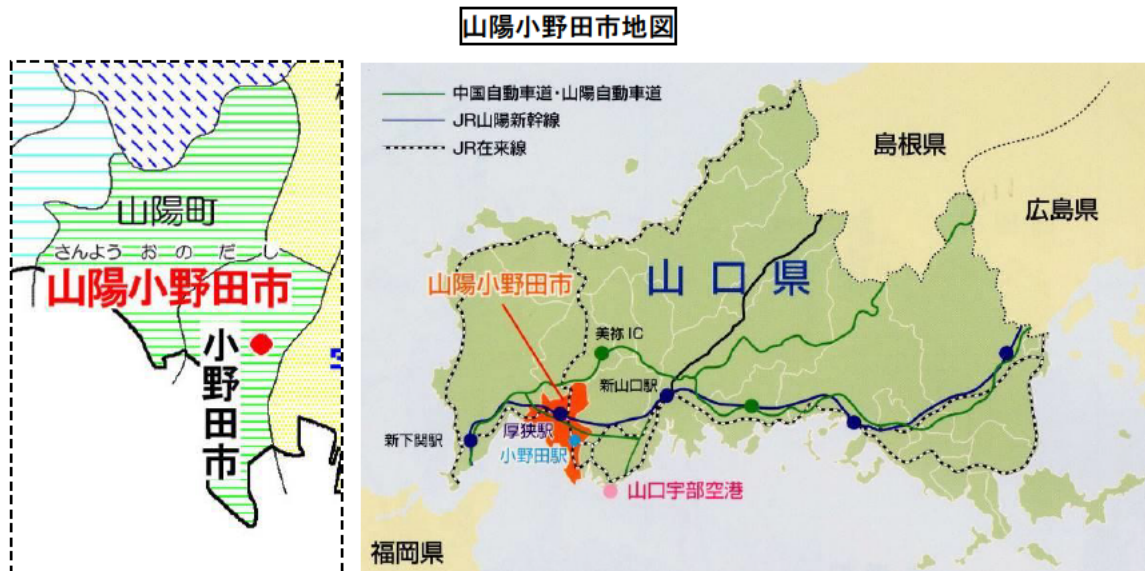 山陽小野田市地図
山陽町
さんようおのだし
山陽小野田市
小野田市
中国自動車道・山陽自動車道
JR山陽新幹線
JR在来線
島根県
広島県
山口県
山陽小野田市
美祢IC
新山口駅
厚狭駅
新下関駅
小野田駅
山口宇部空港
福岡県